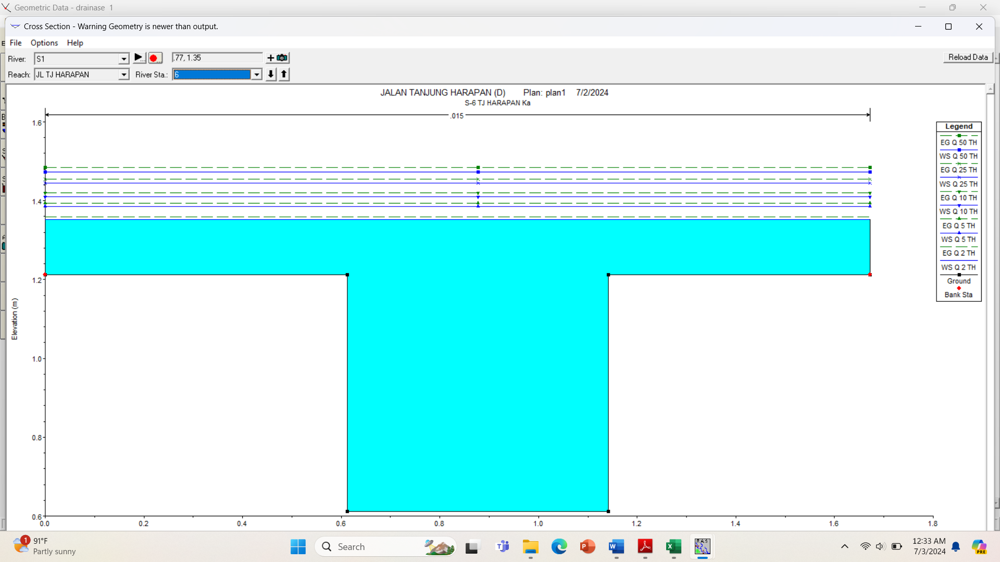 Geometric Data - drainase 1
Cross Section - Warning Geometry is newer than output.
File Options Help
River: S1 .77, 1.35 Reload Data
Reach: JL TJ HARAPAN River Sta.: 6
JALAN TANJUNG HARAPAN (D) Plan: plan1 7/2/2024
S-6 TJ HARAPAN Ka
.015
1.6
1.4
1.2
1.0
0.8
0.6
Elevation (m)
0.0 0.2 0.4 0.6 0.8 1.0 1.2 1.4 1.6 1.8
Legend
EG Q 50 TH
WS Q 50 TH
EG Q 25 TH
WS Q 25 TH
EG Q 10 TH
WS Q 10 TH
EG Q 5 TH
WS Q 5 TH
EG Q 2 TH
WS Q 2 TH
Ground
Bank Sta
1
91°F
Partly sunny
Search
RAS
12:33 AM
7/3/2024
PRE